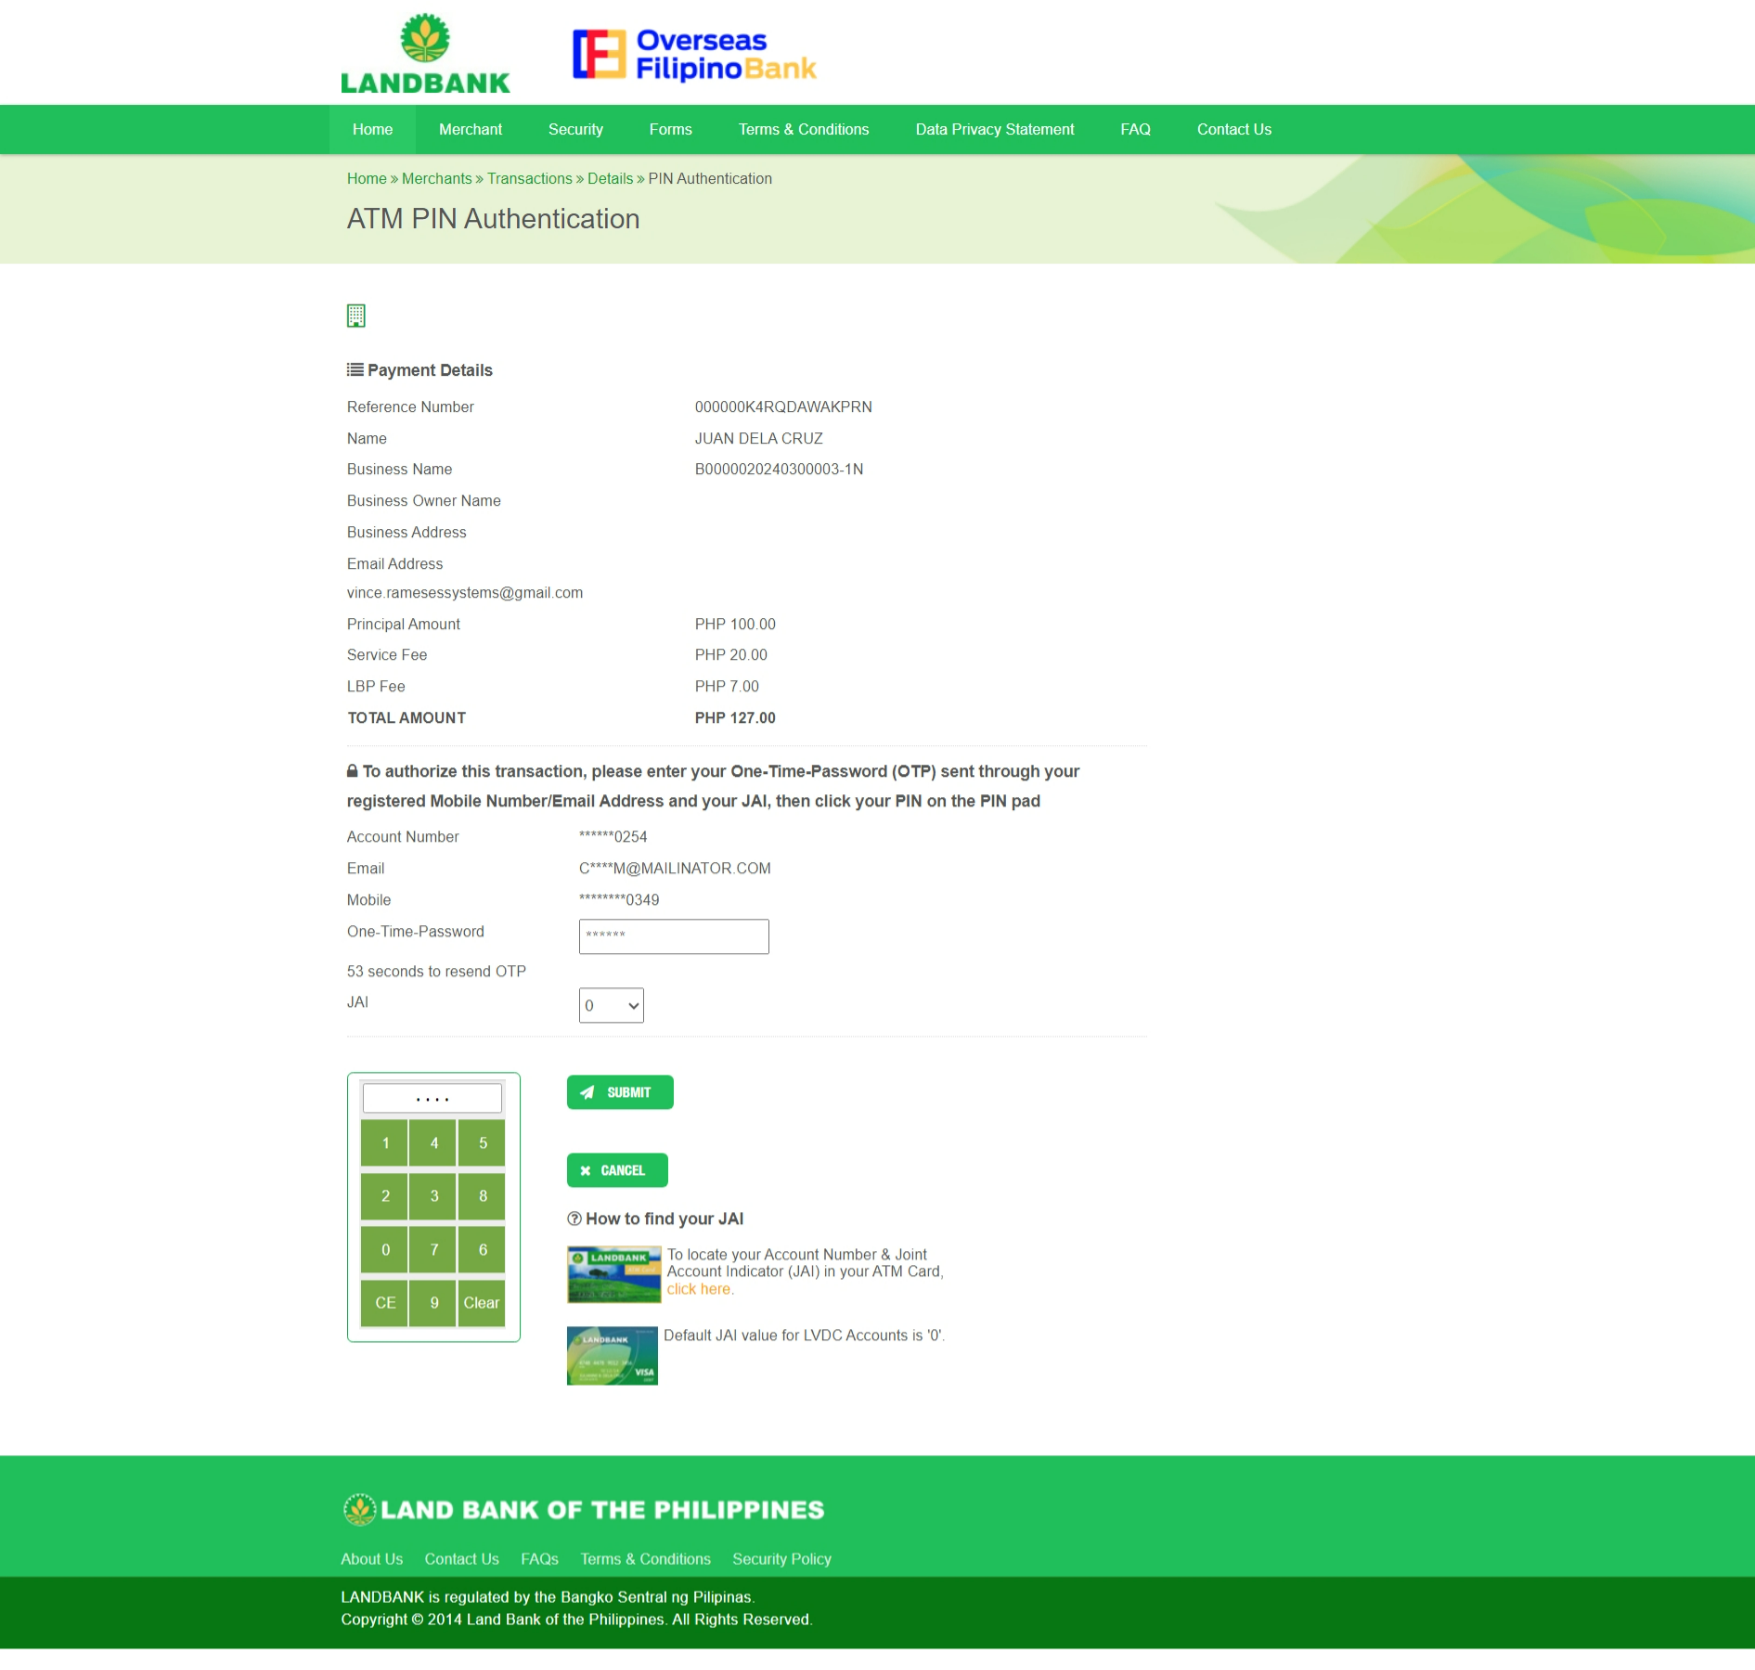 LANDBANK
Overseas
FilipinoBank
Home Merchant Security Forms Terms & Conditions Data Privacy Statement FAQ Contact Us
Home » Merchants » Transactions » Details » PIN Authentication
ATM PIN Authentication
Payment Details
Reference Number 000000K4RQDAWAKPRN
Name JUAN DELA CRUZ
Business Name B0000020240300003-1N
Business Owner Name
Business Address
Email Address
vince.ramesessystems@gmail.com
Principal Amount PHP 100.00
Service Fee PHP 20.00
LBP Fee PHP 7.00
TOTAL AMOUNT PHP 127.00
To authorize this transaction, please enter your One-Time-Password (OTP) sent through your
registered Mobile Number/Email Address and your JAI, then click your PIN on the PIN pad
Account Number ******0254
Email C****M@MAILINATOR.COM
Mobile ********0349
One-Time-Password ******
53 seconds to resend OTP
JAI 0
....
1 4 5
2 3 8
0 7 6
CE 9 Clear
SUBMIT
CANCEL
How to find your JAI
LANDBANK
To locate your Account Number & Joint
Account Indicator (JAI) in your ATM Card,
click here.
LANDBANK
VISA
Default JAI value for LVDC Accounts is '0'.
LAND BANK OF THE PHILIPPINES
About Us Contact Us FAQs Terms & Conditions Security Policy
LANDBANK is regulated by the Bangko Sentral ng Pilipinas.
Copyright © 2014 Land Bank of the Philippines. All Rights Reserved.